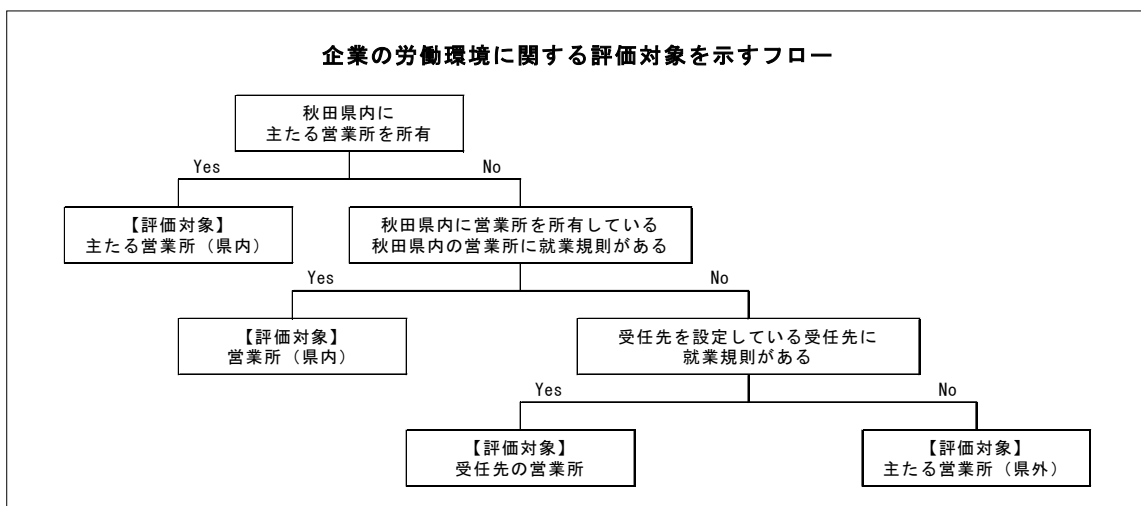 企業の労働環境に関する評価対象を示すフロー
秋田県内に
主たる営業所を所有
Yes
No
【評価対象】
主たる営業所（県内）
秋田県内に営業所を所有している
秋田県内の営業所に就業規則がある
Yes
No
【評価対象】
営業所（県内）
受任先を設定している受任先に
就業規則がある
Yes
No
【評価対象】
受任先の営業所
【評価対象】
主たる営業所（県外）